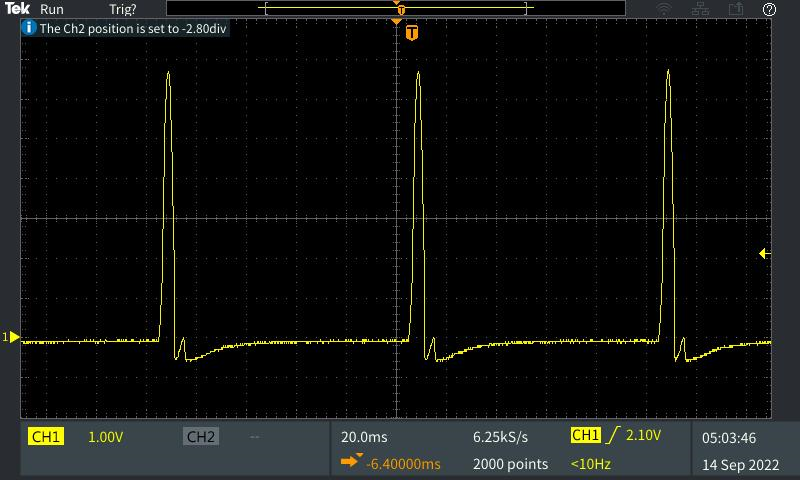 Tek Run Trig?
T
The Ch2 position is set to -2.80div
T
1
CH1 1.00V CH2 -- 20.0ms 6.25kS/s CH1 2.10V 05:03:46
-6.40000ms 2000 points <10Hz 14 Sep 2022